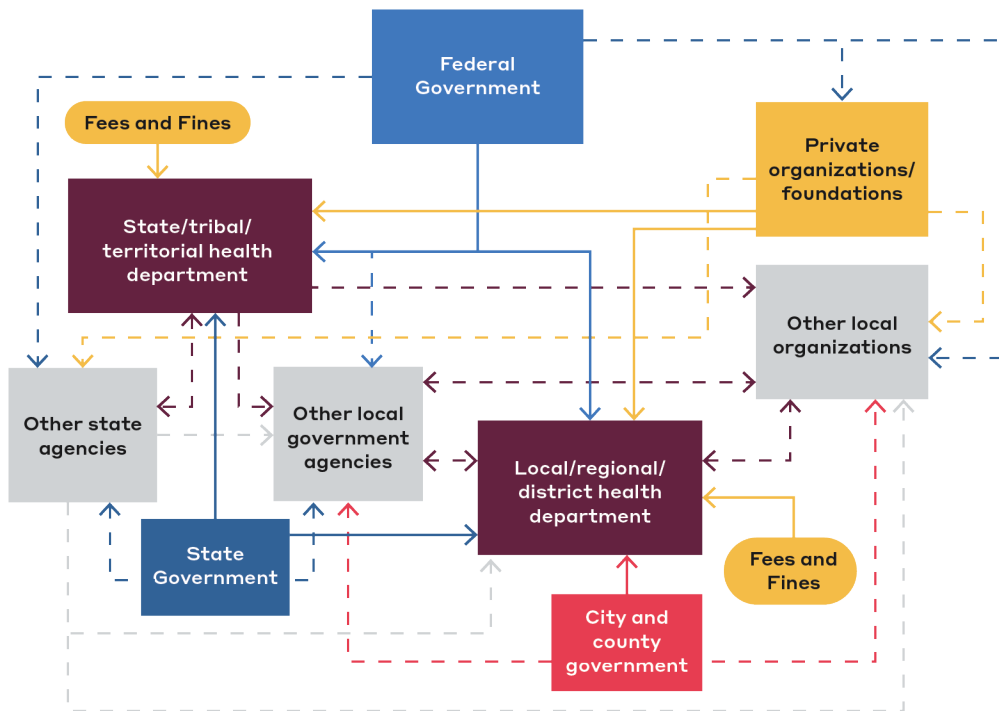 Federal
Government
Fees and Fines
Private
organizations/
foundations
State/tribal/
territorial health
department
Other local
organizations
Other state
agencies
Other local
government
agencies
Local/regional/
district health
department
State
Government
Fees and
Fines
City and
county
government